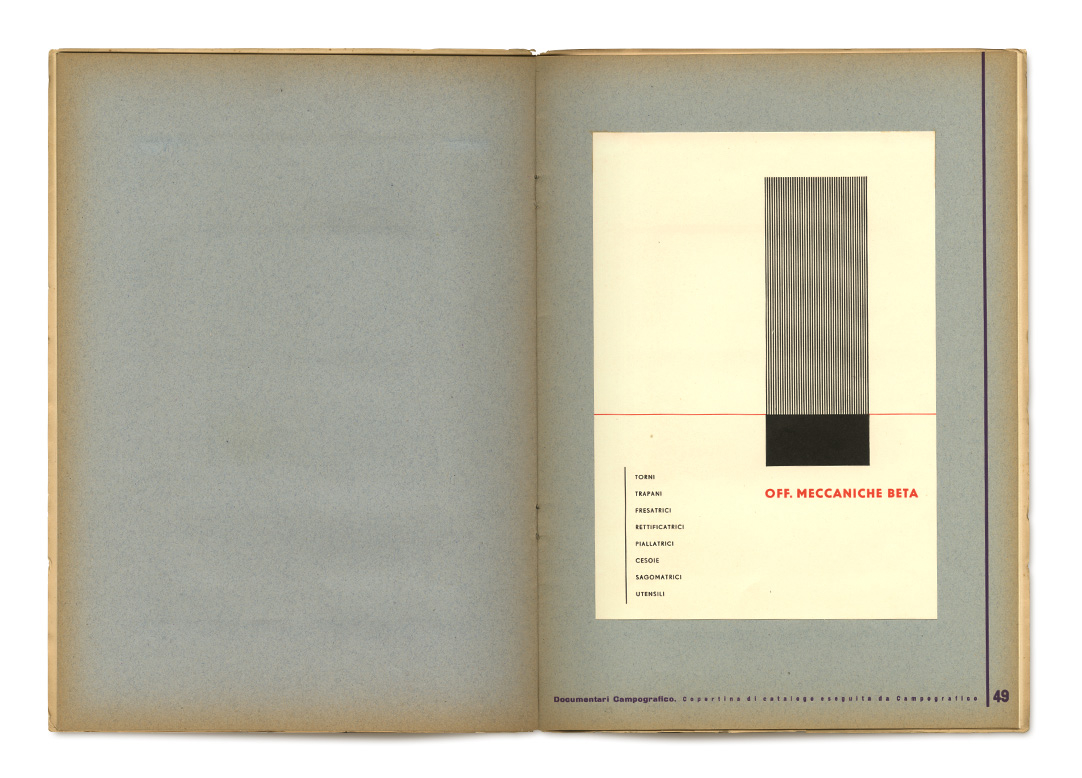 OFF. MECCANICHE BETA
TORNI
TRAPANI
FRESATRICI
RETTIFICATRICI
PIALLATRICI
CESOIE
SAGOMATRICI
UTENSILI
Documentari Campografico. Copertina di catalogo eseguita da Campografico
49